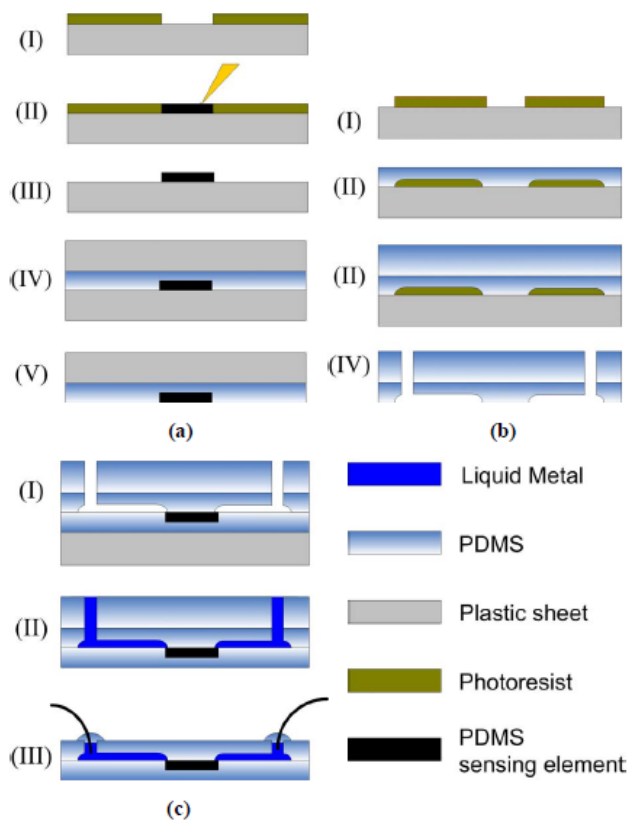 (I)
(II)
(III)
(IV)
(V)
(a)
(I)
(II)
(II)
(IV)
(b)
(I)
(II)
(III)
(c)
Liquid Metal
PDMS
Plastic sheet
Photoresist
PDMS
sensing element